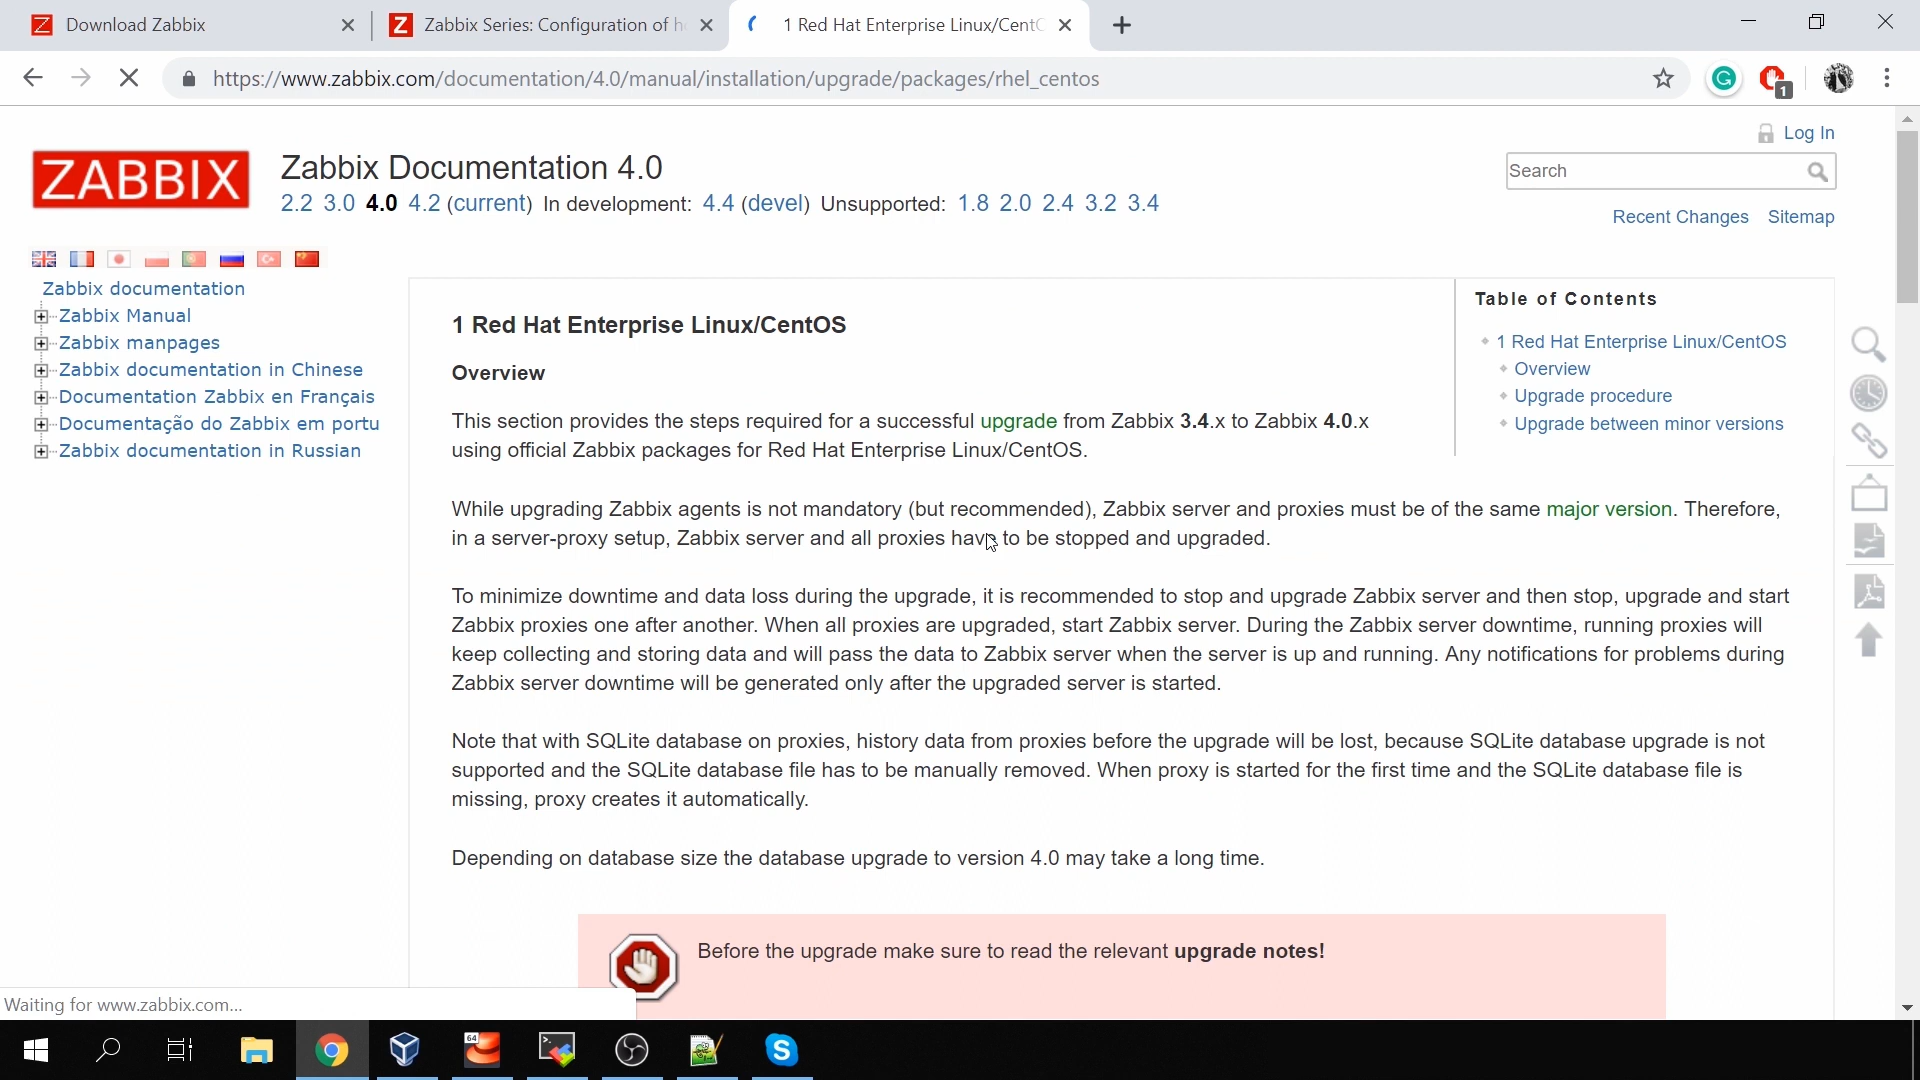 Download Zabbix
Zabbix Series: Configuration of h
1 Red Hat Enterprise Linux/Cent
https://www.zabbix.com/documentation/4.0/manual/installation/upgrade/packages/rhel_centos
1
Log In
ZABBIX
Zabbix Documentation 4.0
Search
2.2 3.0 4.0 4.2 (current) In development: 4.4 (devel) Unsupported: 1.8 2.0 2.4 3.2 3.4
Recent Changes Sitemap
Zabbix documentation
Zabbix Manual
Zabbix manpages
Zabbix documentation in Chinese
Documentation Zabbix en Français
Documentação do Zabbix em portu
Zabbix documentation in Russian
1 Red Hat Enterprise Linux/CentOS
Overview
This section provides the steps required for a successful upgrade from Zabbix 3.4.x to Zabbix 4.0.x
using official Zabbix packages for Red Hat Enterprise Linux/CentOS.
While upgrading Zabbix agents is not mandatory (but recommended), Zabbix server and proxies must be of the same major version. Therefore,
in a server-proxy setup, Zabbix server and all proxies have to be stopped and upgraded.
To minimize downtime and data loss during the upgrade, it is recommended to stop and upgrade Zabbix server and then stop, upgrade and start
Zabbix proxies one after another. When all proxies are upgraded, start Zabbix server. During the Zabbix server downtime, running proxies will
keep collecting and storing data and will pass the data to Zabbix server when the server is up and running. Any notifications for problems during
Zabbix server downtime will be generated only after the upgraded server is started.
Note that with SQLite database on proxies, history data from proxies before the upgrade will be lost, because SQLite database upgrade is not
supported and the SQLite database file has to be manually removed. When proxy is started for the first time and the SQLite database file is
missing, proxy creates it automatically.
Depending on database size the database upgrade to version 4.0 may take a long time.
Before the upgrade make sure to read the relevant upgrade notes!
Table of Contents
1 Red Hat Enterprise Linux/CentOS
Overview
Upgrade procedure
Upgrade between minor versions
Waiting for www.zabbix.com...
64